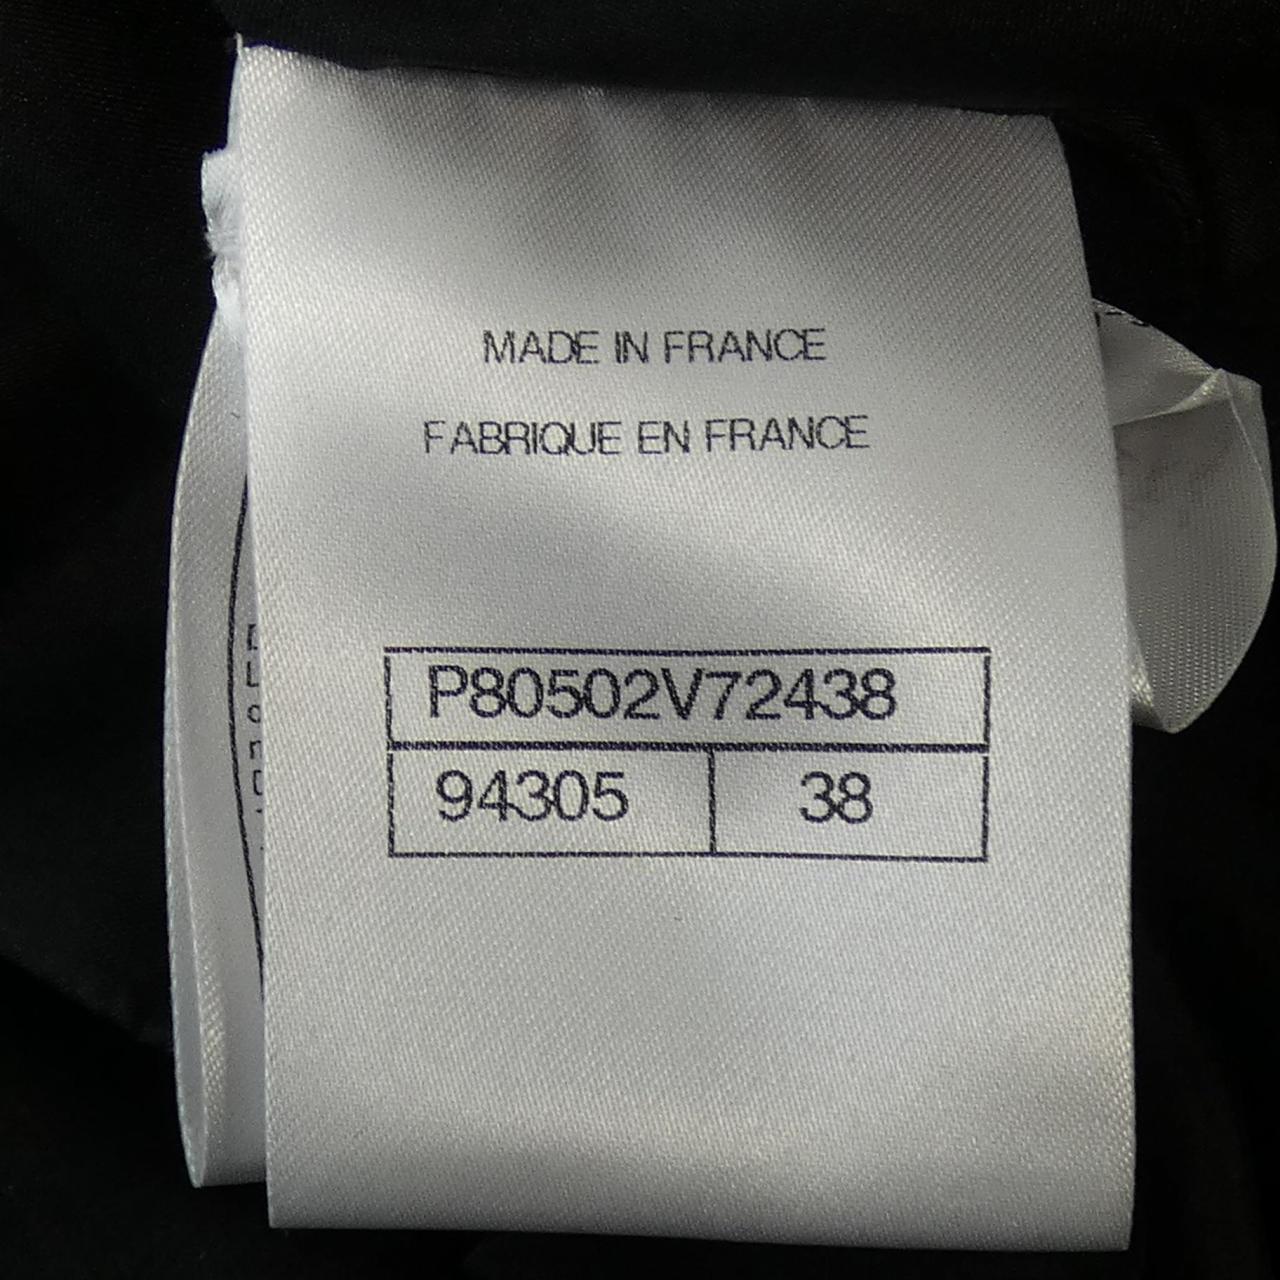 MADE IN FRANCE
FABRIQUE EN FRANCE
P80502V72438
94305 38